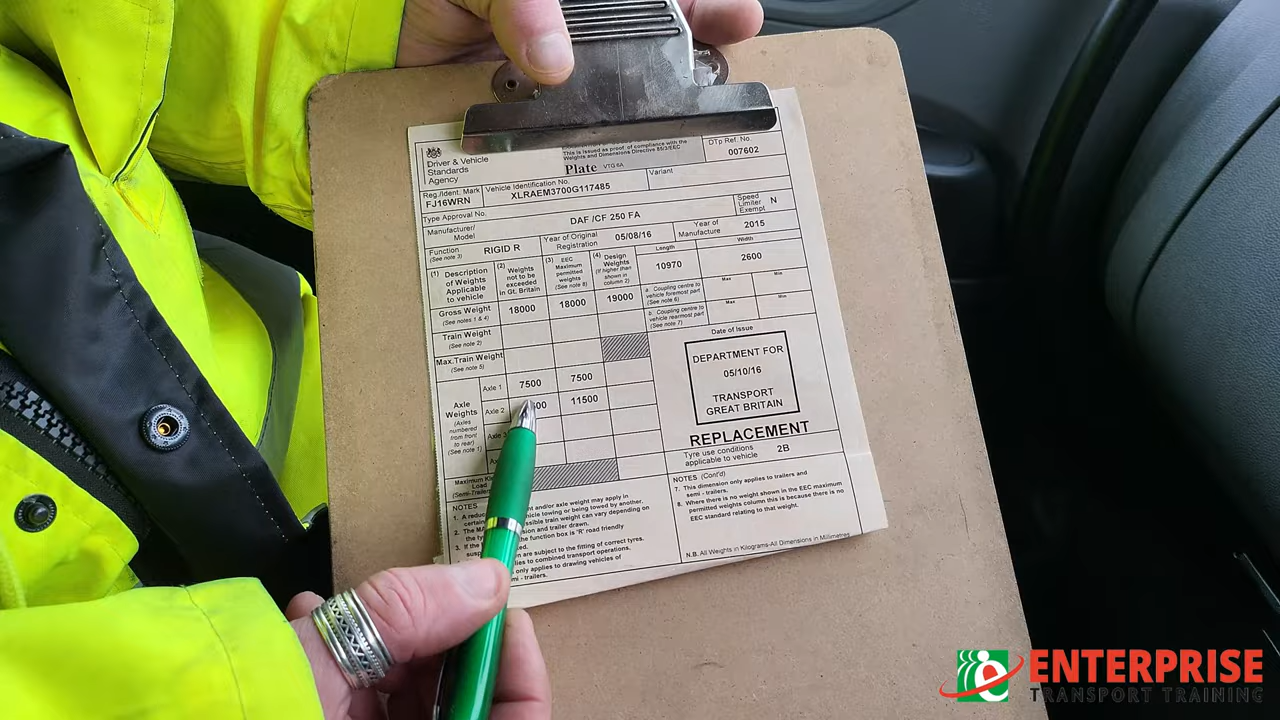 Driver & Vehicle
Standards
Agency
This is issued as proof of compliance with the
Weights and Dimensions Directive 85/3/EEC
Plate VTG 6A
DTp Ref. No.
007602
Reg./Ident. Mark
FJ16WRN
Vehicle Identification No.
XLRAEM3700G117485
Variant
Type Approval No.
Speed
Limiter
Exempt N
Manufacturer/
Model
DAF /CF 250 FA
Function
(See note 3)
RIGID R
Year of Original
Registration
05/08/16
Year of
Manufacture
2015
(1) Description
of Weights
Applicable
to vehicle
(2) Weights
not to be
exceeded
in Gt. Britain
(3) EEC
Maximum
permitted
weights
(See note 8)
(4) Design
Weights
(If higher than
shown in
column 2)
Length
10970
Width
2600
a Coupling centre to
vehicle foremost part
(See note 6)
Max
Min
b. Coupling centre to
vehicle rearmost part
(See note 7)
Max
Min
Gross Weight
(See notes 1 & 4)
18000
18000
19000
Train Weight
(See note 2)
Max.Train Weight
(See note 5)
Axle
Weights
(Axles
numbered
from front
to rear)
(See note 1)
Axle 1
7500
7500
Axle 2
11500
Date of Issue
DEPARTMENT FOR
05/10/16
TRANSPORT
GREAT BRITAIN
REPLACEMENT
Tyre use conditions
applicable to vehicle
2B
Maximum
Load
NOTES
NOTES (Cont'd)
7. This dimension only applies to trailers and
semi - trailers.
8. Where there is no weight shown in the EEC maximum
permitted weights column this is because there is no
EEC standard relating to that weight.
N.B. All Weights in Kilograms-All Dimensions in Millimetres
ENTERPRISE
TRANSPORT TRAINING